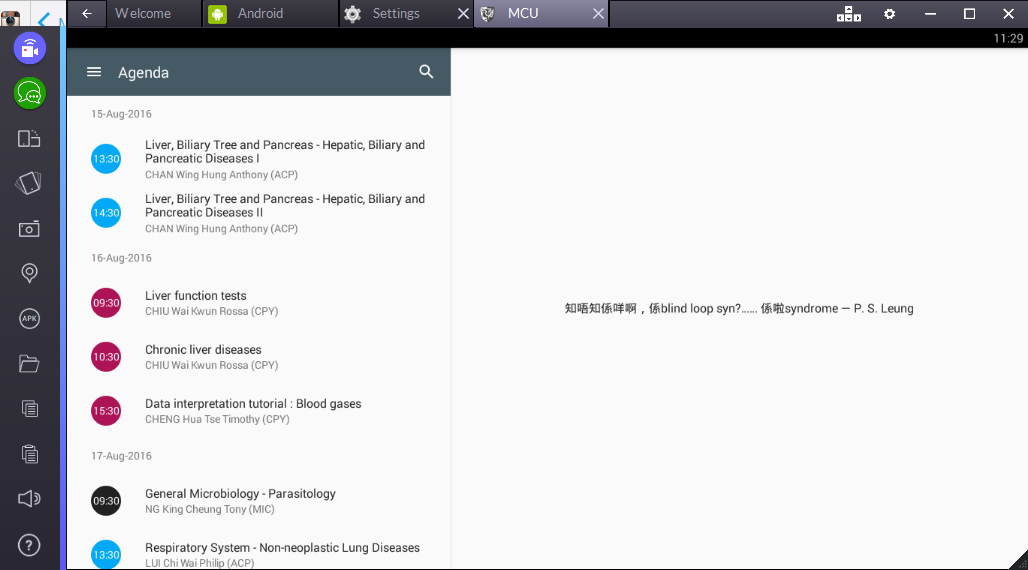 Welcome
Android
Settings
MCU
11:29
Agenda
15-Aug-2016
13:30
Liver, Biliary Tree and Pancreas - Hepatic, Biliary and
Pancreatic Diseases I
CHAN Wing Hung Anthony (ACP)
14:30
Liver, Biliary Tree and Pancreas - Hepatic, Biliary and
Pancreatic Diseases II
CHAN Wing Hung Anthony (ACP)
16-Aug-2016
09:30
Liver function tests
CHIU Wai Kwun Rossa (CPY)
10:30
Chronic liver diseases
CHIU Wai Kwun Rossa (CPY)
15:30
Data interpretation tutorial : Blood gases
CHENG Hua Tse Timothy (CPY)
17-Aug-2016
09:30
General Microbiology - Parasitology
NG King Cheung Tony (MIC)
13:30
Respiratory System - Non-neoplastic Lung Diseases
LUI Chi Wai Philip (ACP)
知唔知係咩啊，係blind loop syn?...... 係啦syndrome — P. S. Leung
APK